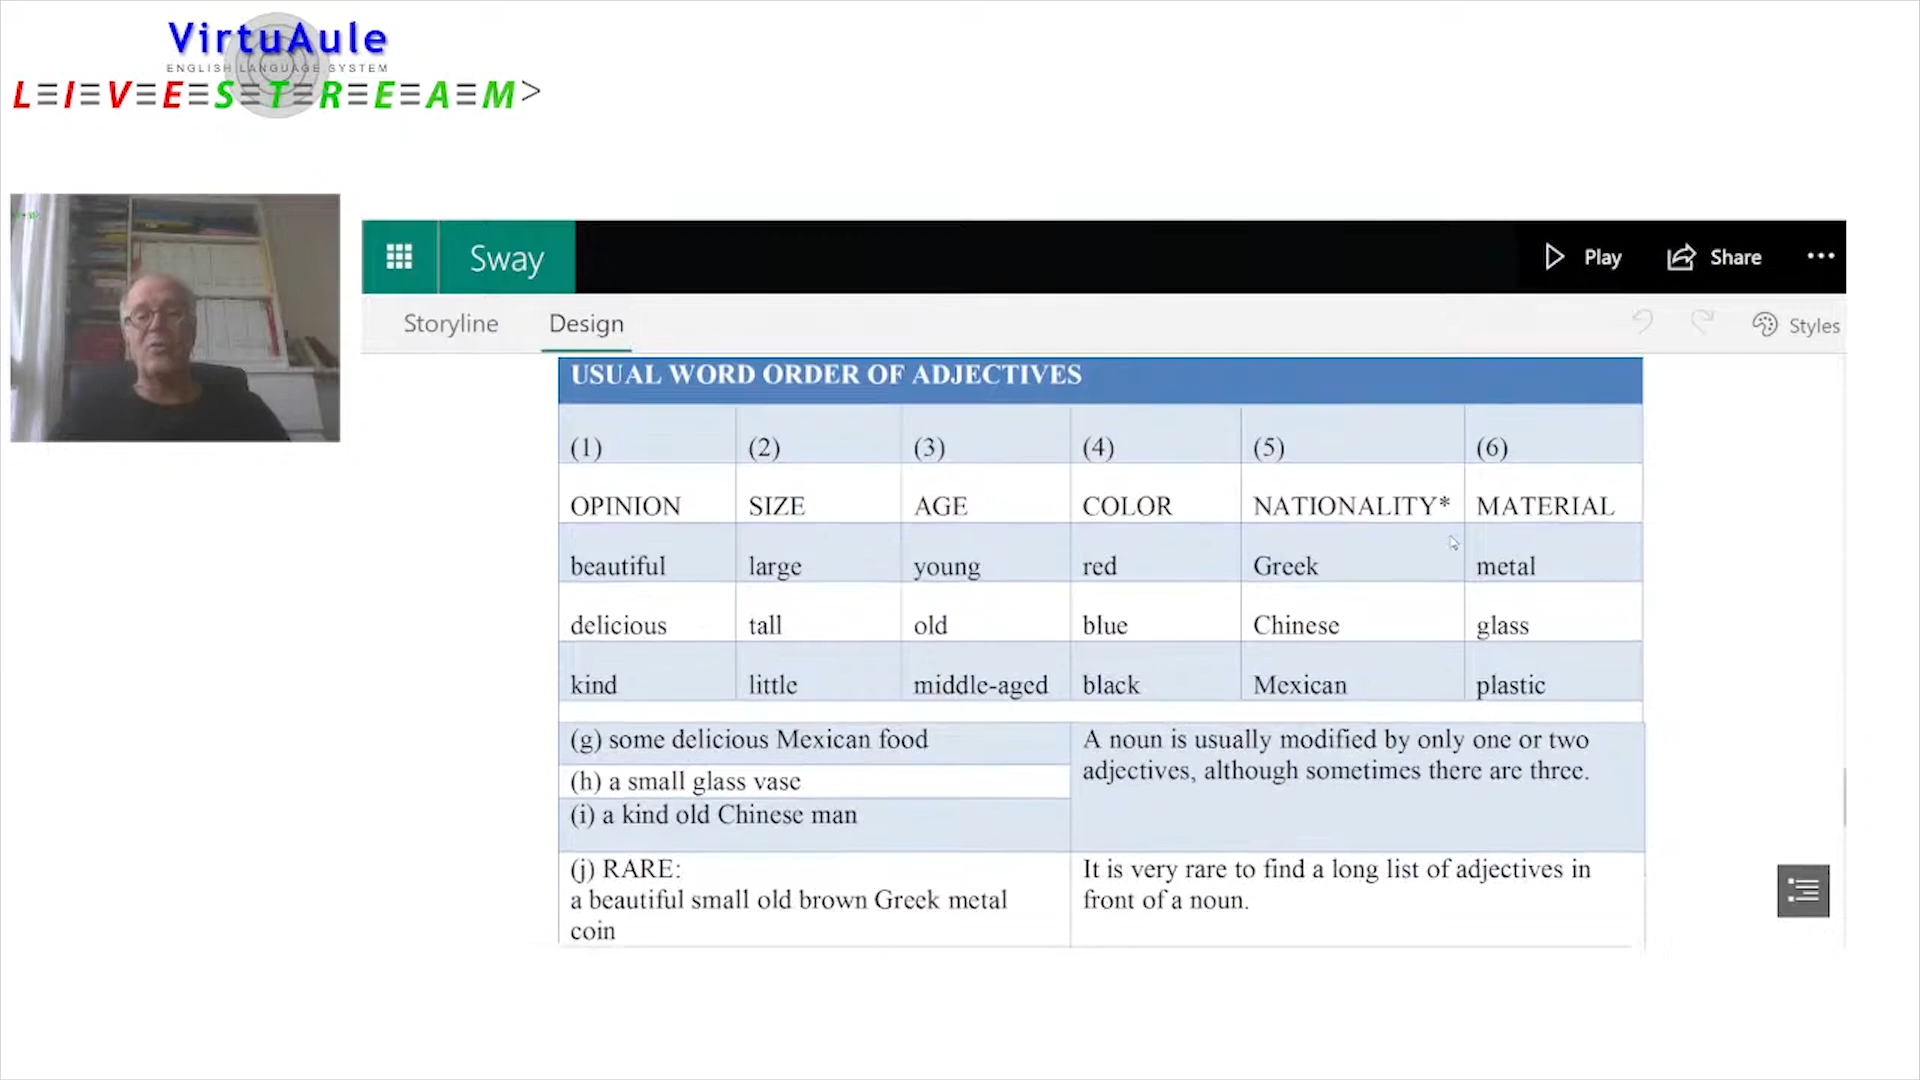 VirtuAule
ENGLISH LANGUAGE SYSTEM
L≡I≡V≡E≡S≡T≡R≡E≡A≡M>
Sway
Play
Share
Storyline
Design
Styles
USUAL WORD ORDER OF ADJECTIVES
(1) (2) (3) (4) (5) (6)
OPINION SIZE AGE COLOR NATIONALITY* MATERIAL
beautiful large young red Greek metal
delicious tall old blue Chinese glass
kind little middle-aged black Mexican plastic
(g) some delicious Mexican food
(h) a small glass vase
(i) a kind old Chinese man
A noun is usually modified by only one or two
adjectives, although sometimes there are three.
(j) RARE:
a beautiful small old brown Greek metal
coin
It is very rare to find a long list of adjectives in
front of a noun.